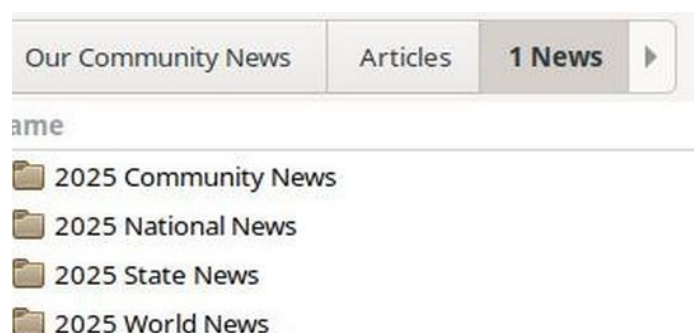 Our Community News Articles 1 News
ame
2025 Community News
2025 National News
2025 State News
2025 World News